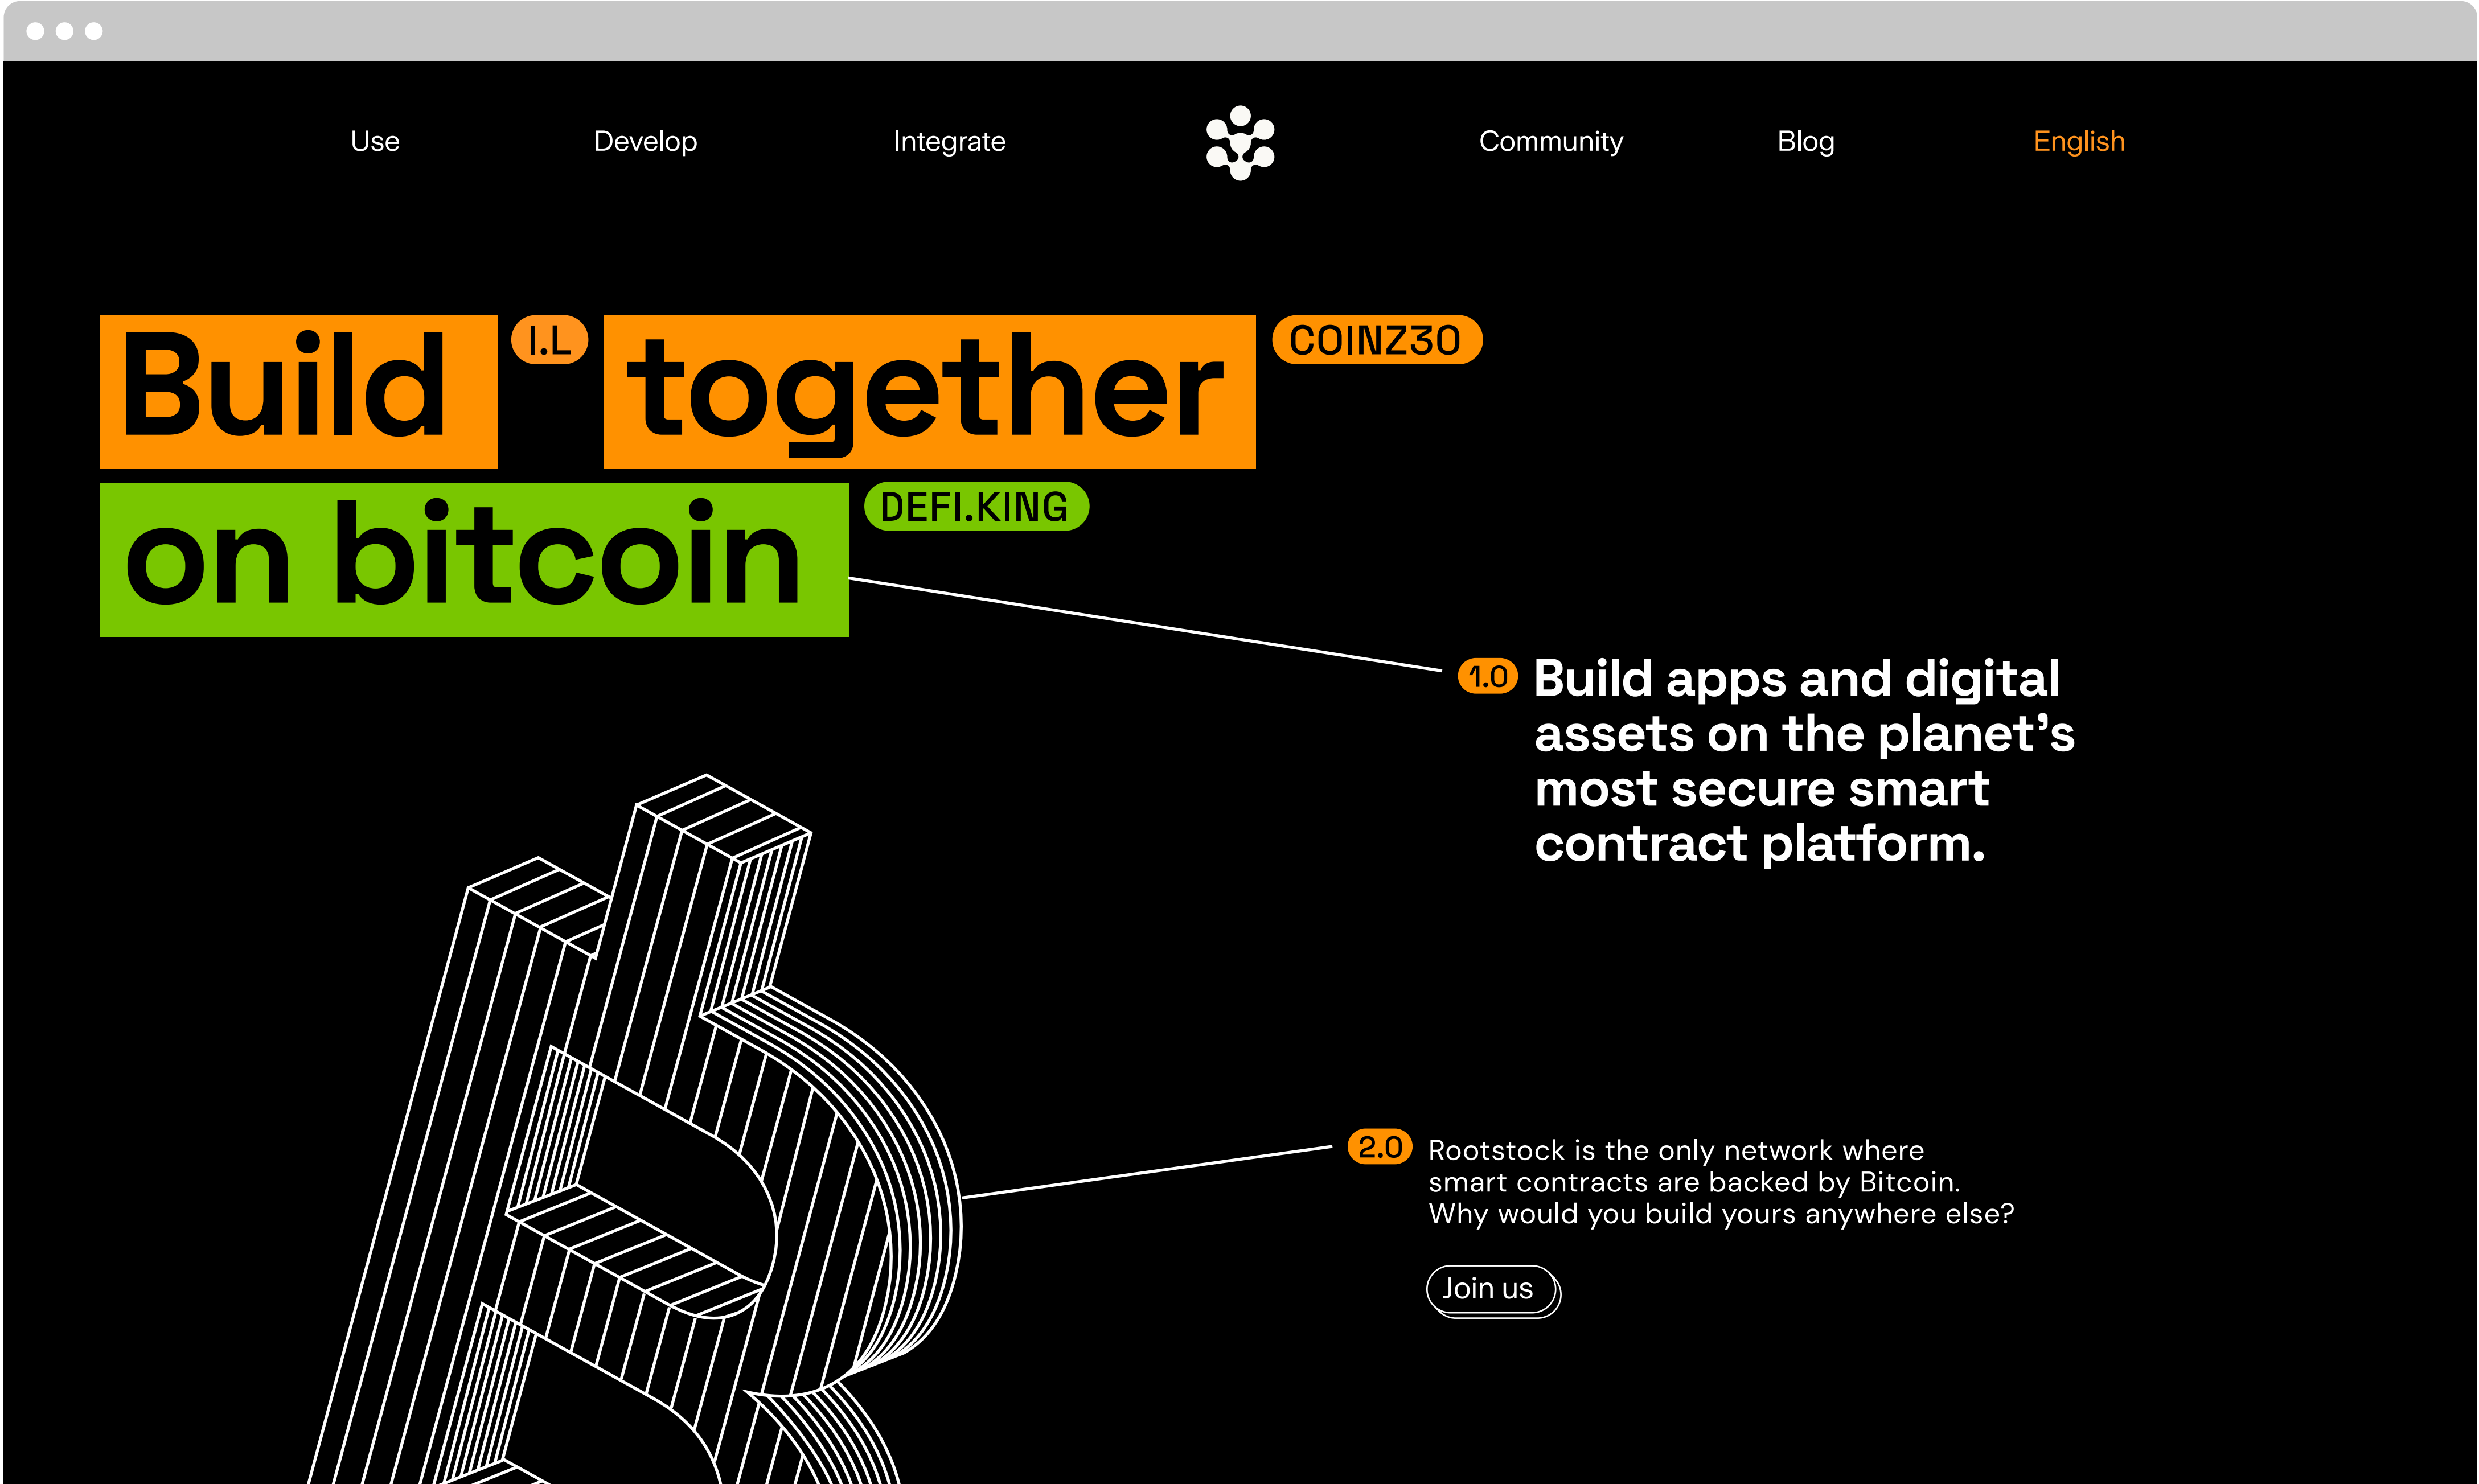 Use Develop Integrate Community Blog English
Build I.L together COINZ30
on bitcoin DEFI.KING
1.0 Build apps and digital
assets on the planet’s
most secure smart
contract platform.
2.0 Rootstock is the only network where
smart contracts are backed by Bitcoin.
Why would you build yours anywhere else?
Join us